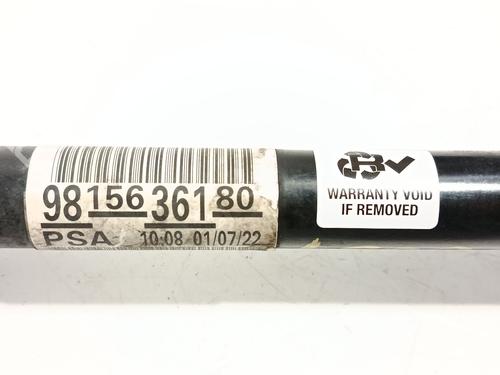 98 156 361 80
PSA 10:08 01/07/22
WARRANTY VOID
IF REMOVED